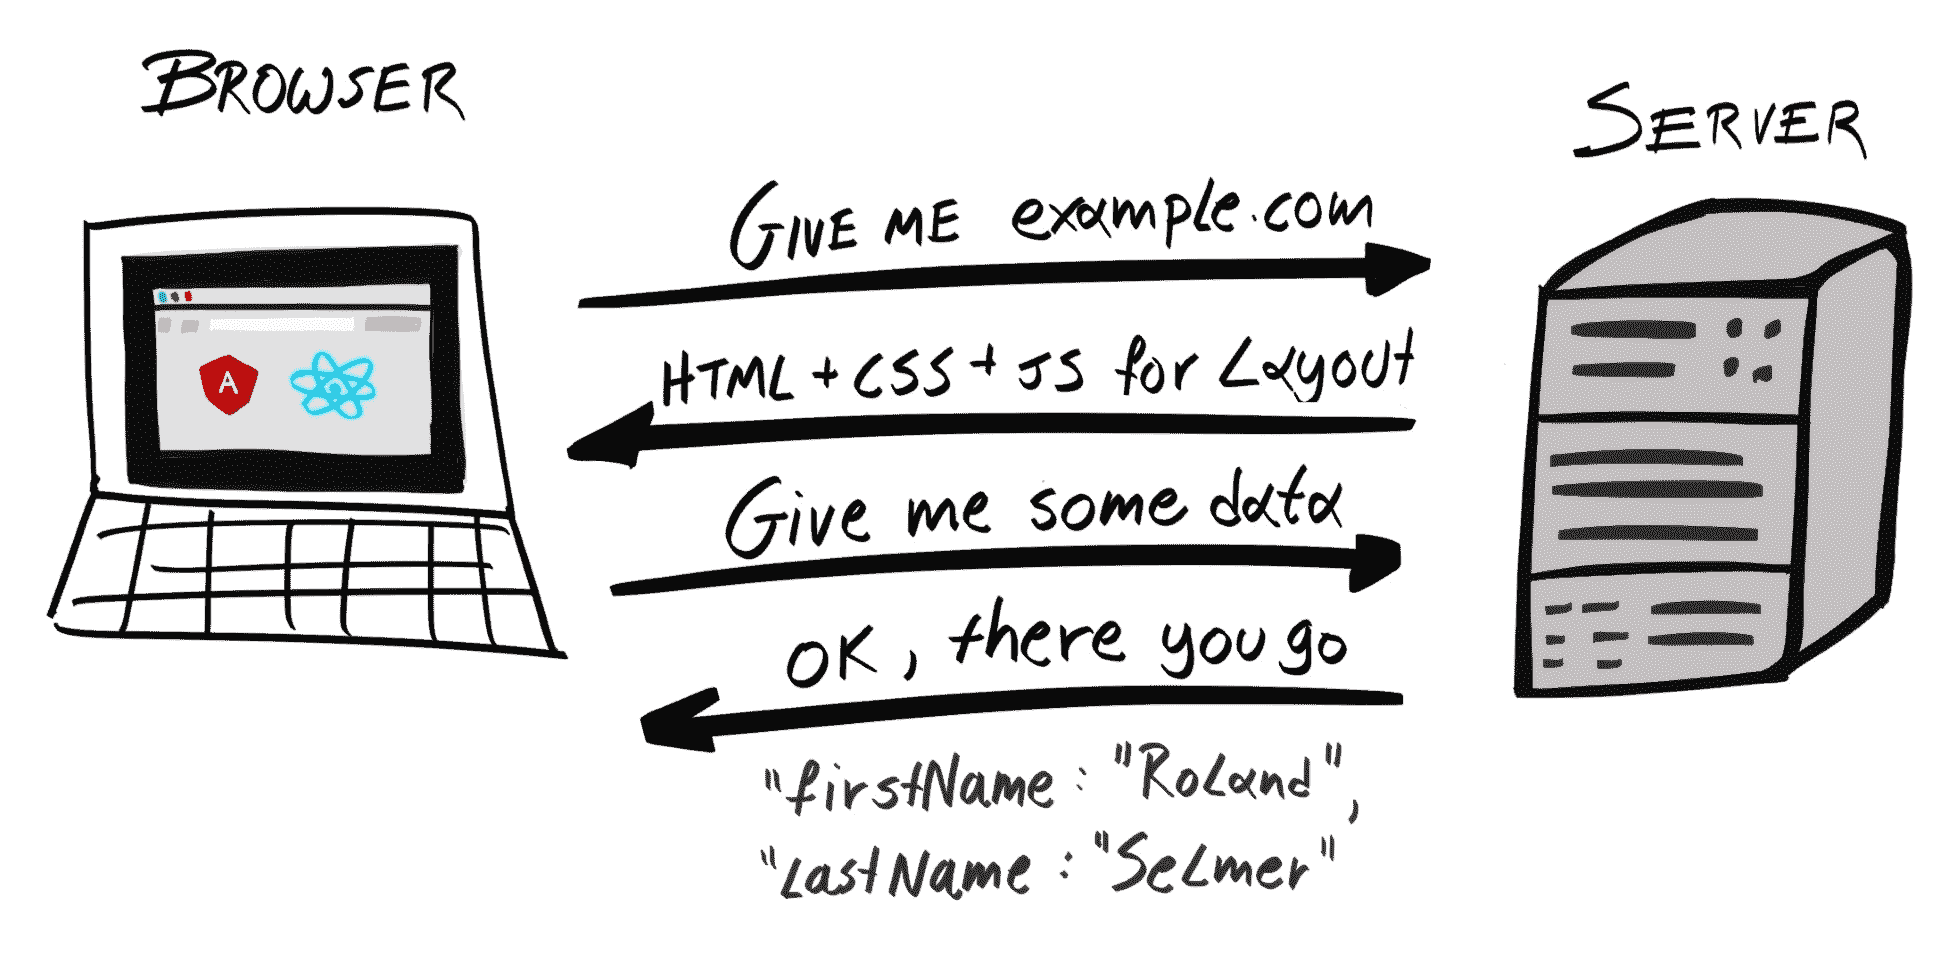 BROWSER
SERVER
GIVE ME example.com
HTML + CSS + JS for Layout
A
Give me some data
OK, there you go
"firstName : "Roland",
"LastName : "Selmer"